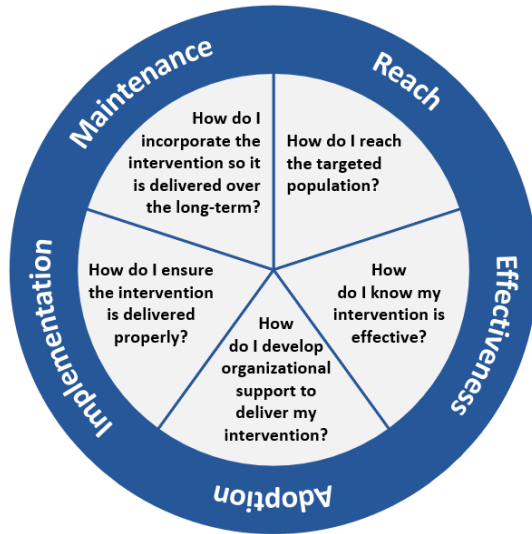 Reach
How do I reach
the targeted
population?
Effectiveness
How
do I know my
intervention is
effective?
Adoption
How
do I develop
organizational
support to
deliver my
intervention?
Implementation
How do I ensure
the intervention
is delivered
properly?
Maintenance
How do I
incorporate the
intervention so it
is delivered over
the long-term?